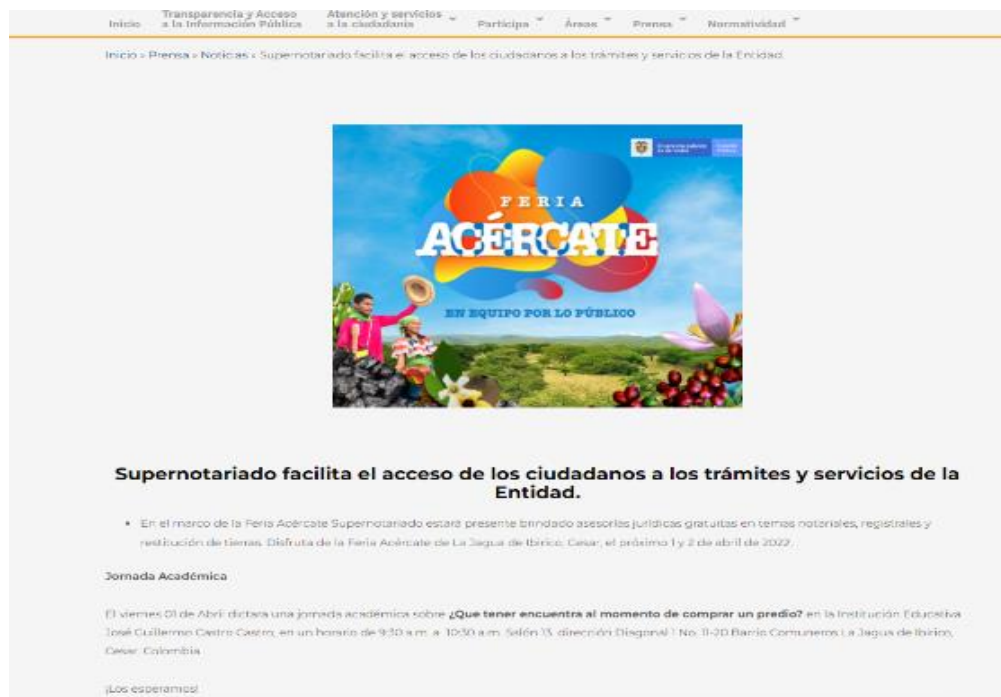 Inicio
Transparencia y Acceso
a la Información Pública
Atención y servicios
a la ciudadanía
Participa
Áreas
Prensa
Normatividad
Inicio » Prensa » Noticias » Supernotariado facilita el acceso de los ciudadanos a los trámites y servicios de la Entidad.
FERIA
ACÉRCATE
EN EQUIPO POR LO PÚBLICO
Supernotariado facilita el acceso de los ciudadanos a los trámites y servicios de la
Entidad.
• En el marco de la Feria Acércate Supernotariado estará presente brindado asesorías jurídicas gratuitas en temas notariales, registrales y
restitución de tierras. Disfruta de la Feria Acércate de La Jagua de Ibirico, Cesar, el próximo 1 y 2 de abril de 2022.
Jornada Académica
El viernes 01 de Abril dictara una jornada académica sobre ¿Que tener encuentra al momento de comprar un predio? en la Institución Educativa
José Guillermo Castro Castro, en un horario de 9:30 a.m. a 10:30 a.m. Salón 13, dirección Diagonal 1 No. 11-20 Barrio Comuneros La Jagua de Ibirico,
Cesar, Colombia.
¡Los esperamos!